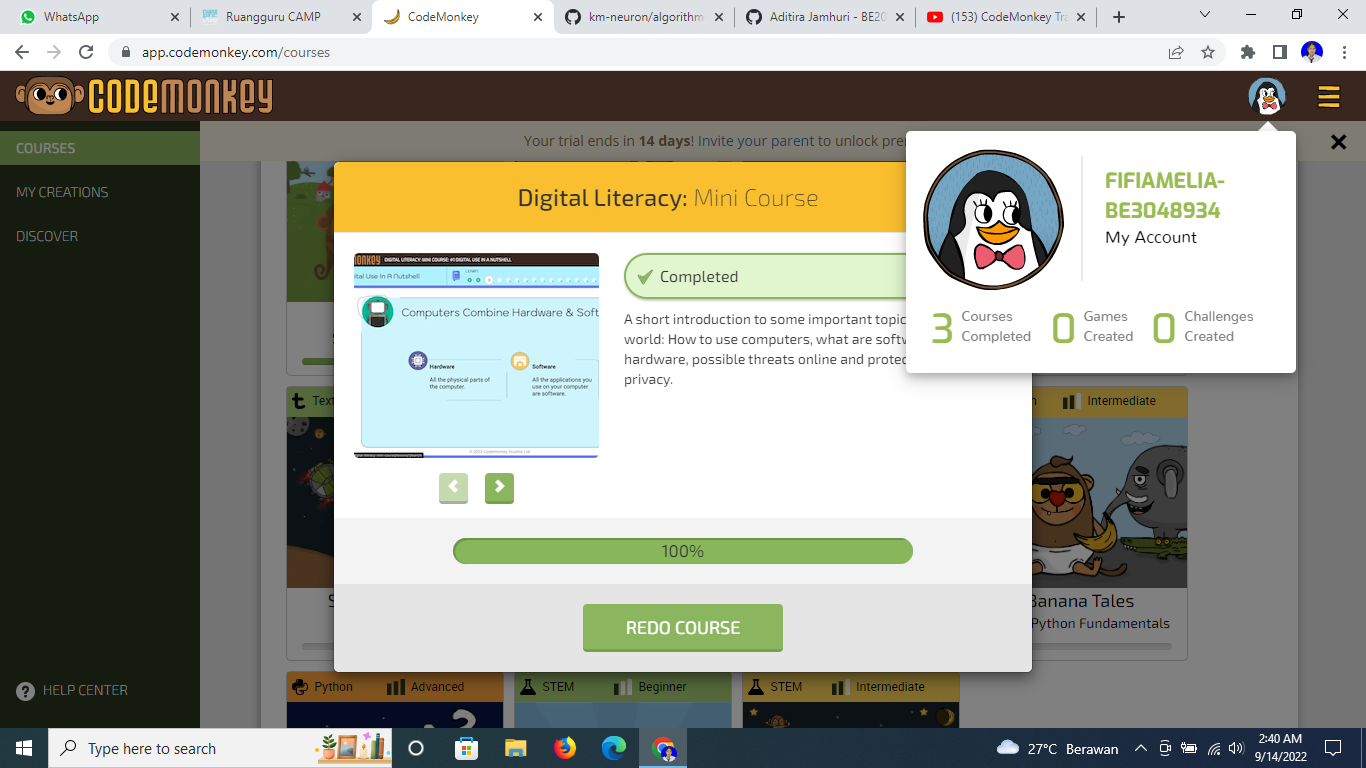 WhatsApp
Ruangguru CAMP
CodeMonkey
km-neuron/algorithm
Aditira Jamhuri - BE20
(153) CodeMonkey Tra
app.codemonkey.com/courses
CODEMONKEY
COURSES
MY CREATIONS
DISCOVER
HELP CENTER
Your trial ends in 14 days! Invite your parent to unlock pre
FIFIAMELIA-
BE3048934
My Account
3 Courses Completed
0 Games Created
0 Challenges Created
Digital Literacy: Mini Course
DIGITAL LITERACY: MINI COURSE: #1 DIGITAL USE IN A NUTSHELL
ital Use In A Nutshell
LEARN
Computers Combine Hardware & Soft
Hardware
All the physical parts of
the computer.
Software
All the applications you
use on your computer
are software.
Completed
A short introduction to some important topic
world: How to use computers, what are softw
hardware, possible threats online and protec
privacy.
100%
REDO COURSE
Text
Intermediate
Banana Tales
Python Fundamentals
Python
Advanced
STEM
Beginner
STEM
Intermediate
Type here to search
27°C Berawan
2:40 AM
9/14/2022